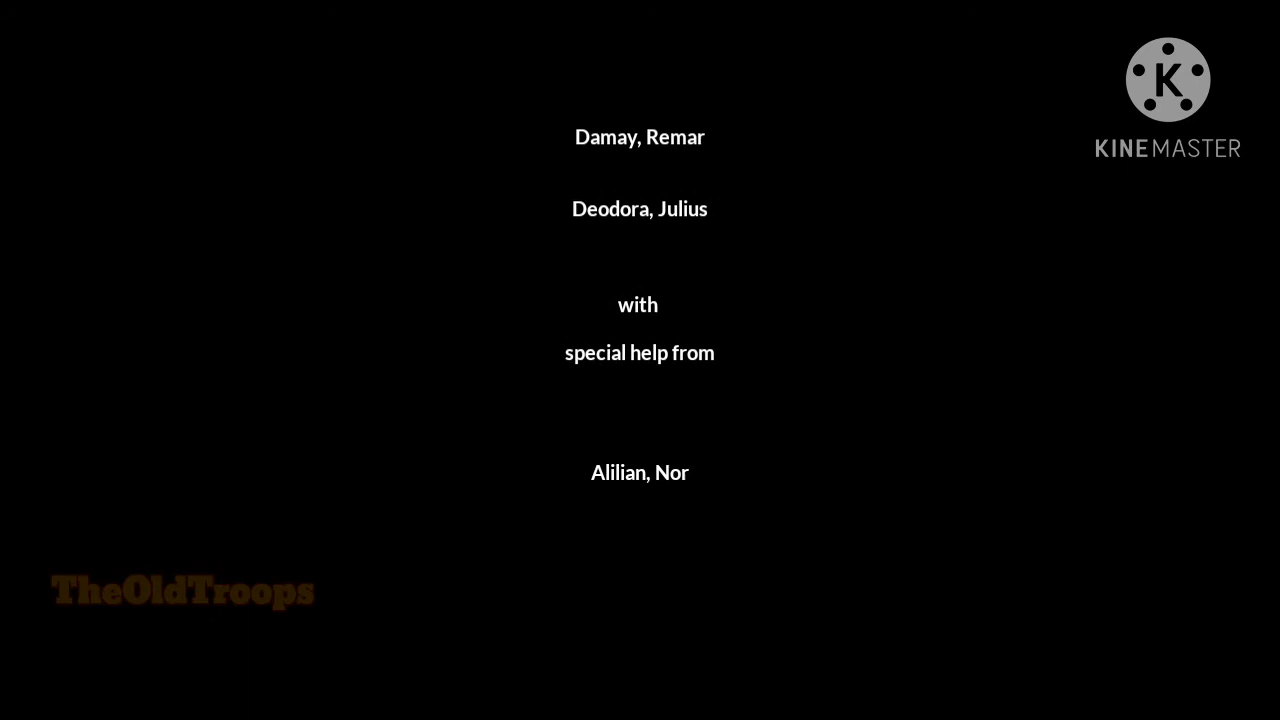 K
KINEMASTER
Damay, Remar
Deodora, Julius
with
special help from
Alilian, Nor
TheOldTroops